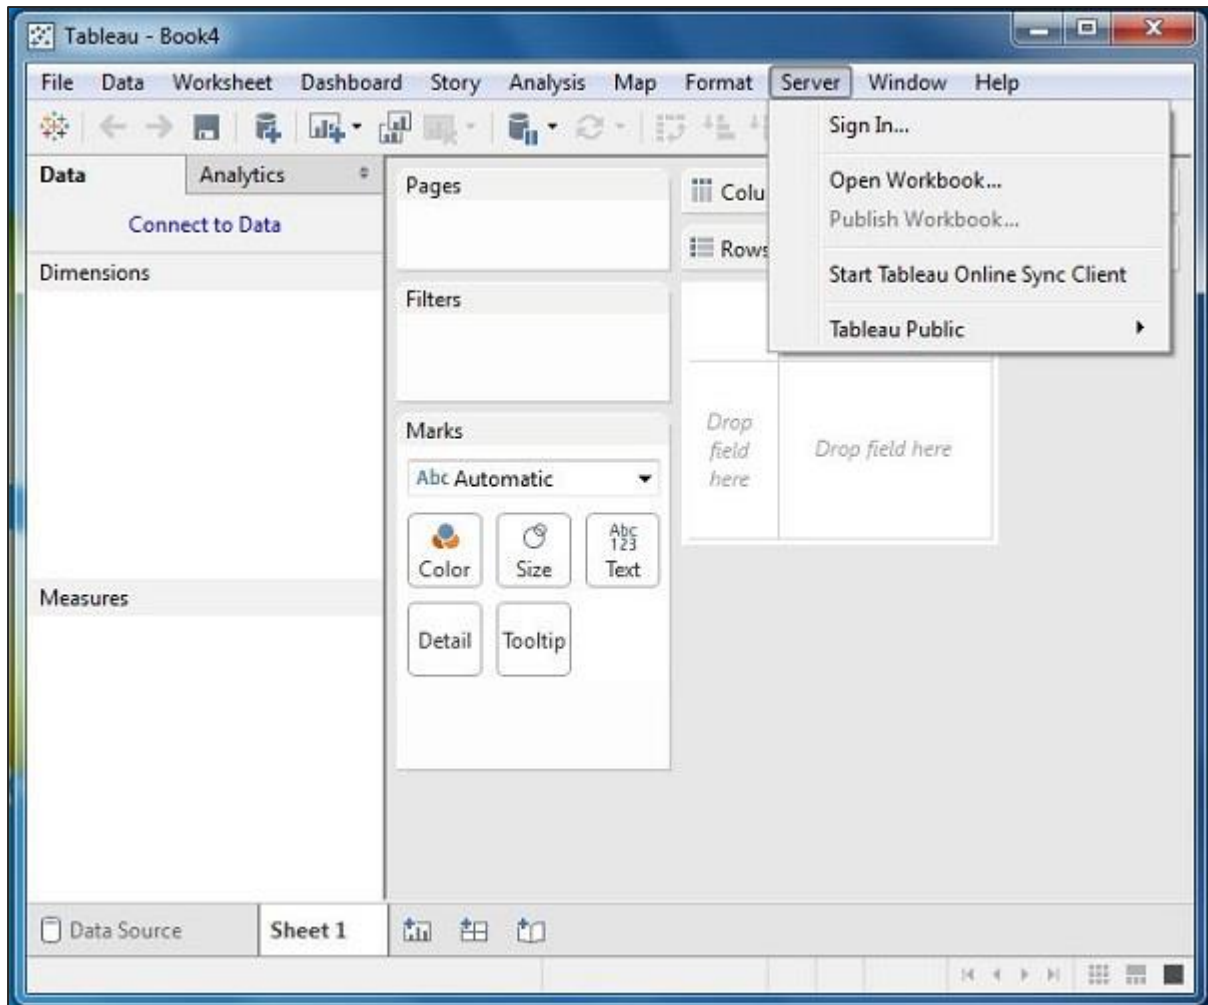 Tableau - Book4
File Data Worksheet Dashboard Story Analysis Map Format Server Window Help
Sign In...
Open Workbook...
Publish Workbook...
Start Tableau Online Sync Client
Tableau Public
Data Analytics
Connect to Data
Dimensions
Measures
Pages
Filters
Marks
Abc Automatic
Color
Size
Abc
123
Text
Detail
Tooltip
Colu
Rows
Drop
field
here
Drop field here
Data Source
Sheet 1